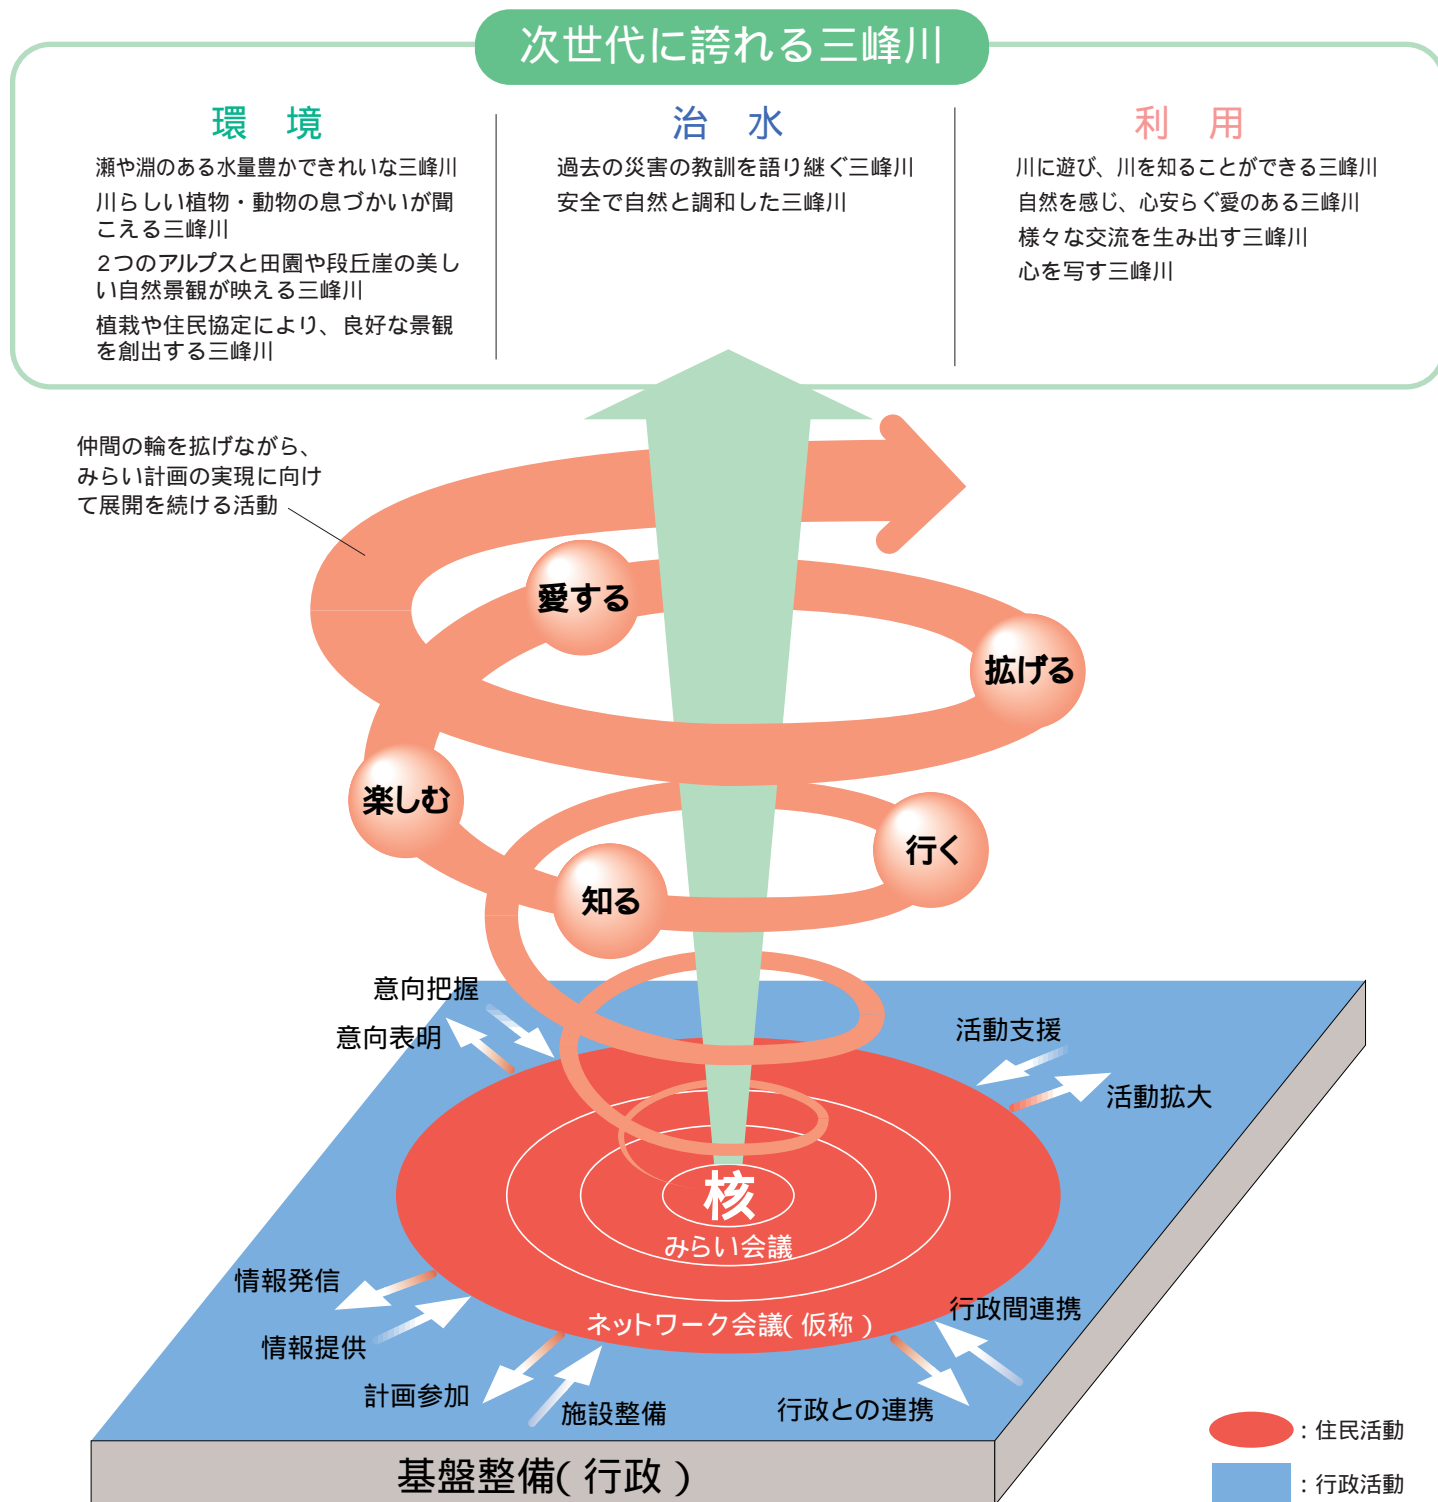 次世代に誇れる三峰川
環 境
瀬や淵のある水量豊かできれいな三峰川
川らしい植物・動物の息づかいが聞
こえる三峰川
2つのアルプスと田園や段丘崖の美し
い自然景観が映える三峰川
植栽や住民協定により、良好な景観
を創出する三峰川
治 水
過去の災害の教訓を語り継ぐ三峰川
安全で自然と調和した三峰川
利 用
川に遊び、川を知ることができる三峰川
自然を感じ、心安らぐ愛のある三峰川
様々な交流を生み出す三峰川
心を写す三峰川
仲間の輪を拡げながら、
みらい計画の実現に向け
て展開を続ける活動
愛する
拡げる
楽しむ
行く
知る
意向把握
意向表明
活動支援
活動拡大
核
みらい会議
ネットワーク会議(仮称)
情報発信
情報提供
計画参加
施設整備
行政間連携
行政との連携
基盤整備(行政)
:住民活動
:行政活動